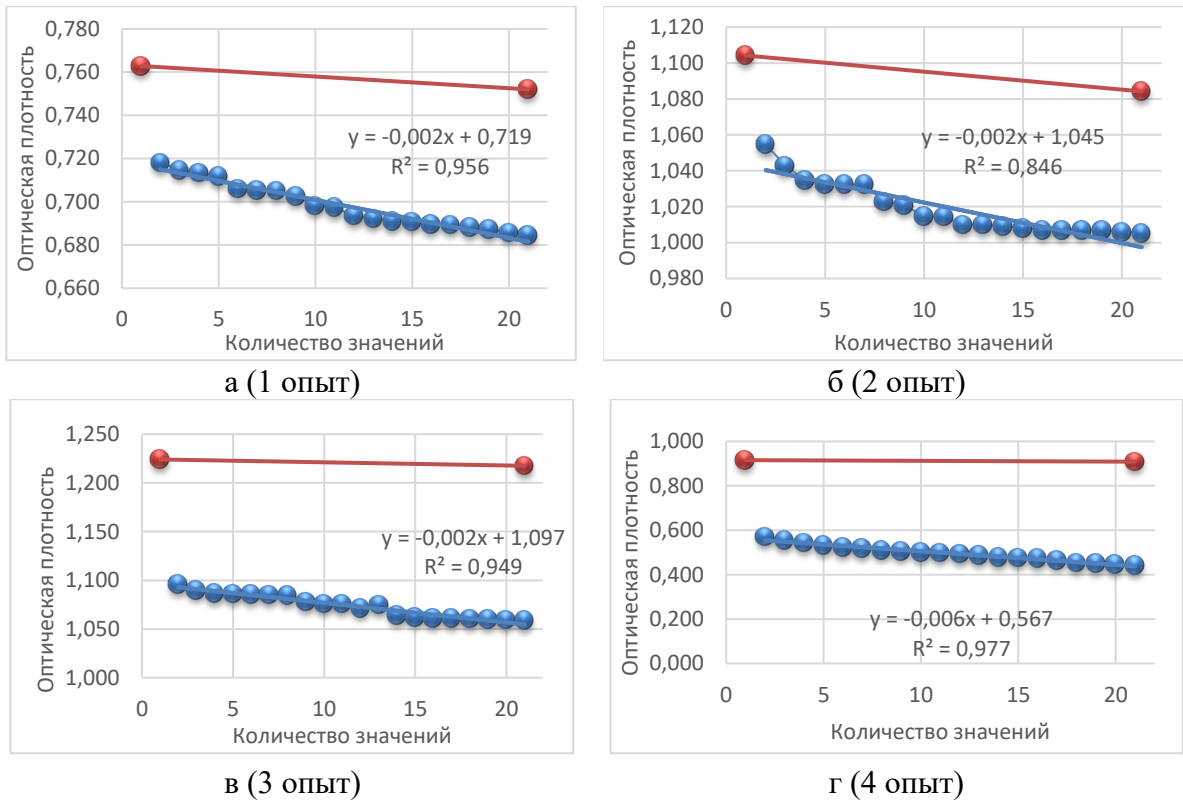 0,780
0,760
0,740
0,720
0,700
0,680
0,660
Оптическая плотность
y = -0,002x + 0,719
R² = 0,956
0 5 10 15 20
Количество значений
а (1 опыт)
1,120
1,100
1,080
1,060
1,040
1,020
1,000
0,980
Оптическая плотность
y = -0,002x + 1,045
R² = 0,846
0 5 10 15 20
Количество значений
б (2 опыт)
1,250
1,200
1,150
1,100
1,050
1,000
Оптическая плотность
y = -0,002x + 1,097
R² = 0,949
0 5 10 15 20
Количество значений
в (3 опыт)
1,000
0,800
0,600
0,400
0,200
0,000
Оптическая плотность
y = -0,006x + 0,567
R² = 0,977
0 5 10 15 20
Количество значений
г (4 опыт)